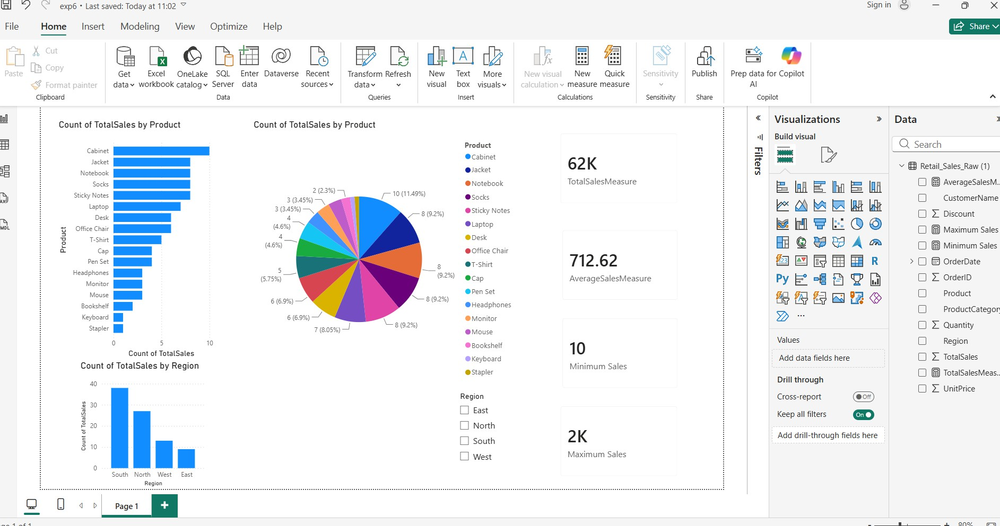 exp6 • Last saved: Today at 11:02
Sign in
File
Home
Insert
Modeling
View
Optimize
Help
Share
Paste
Cut
Copy
Format painter
Clipboard
Get data
Excel workbook
OneLake catalog
SQL Server
Enter data
Dataverse
Recent sources
Data
Transform data
Refresh
Queries
New visual
Text box
More visuals
Insert
New visual calculation
New measure
Quick measure
Calculations
Sensitivity
Sensitivity
Publish
Share
Prep data for AI
Copilot
Copilot
Count of TotalSales by Product
Product
Cabinet
Jacket
Notebook
Socks
Sticky Notes
Laptop
Desk
Office Chair
T-Shirt
Cap
Pen Set
Headphones
Monitor
Mouse
Bookshelf
Keyboard
Stapler
0 5 10
Count of TotalSales
Count of TotalSales by Product
10 (11.49%)
8 (9.2%)
8 (9.2%)
8 (9.2%)
8 (9.2%)
7 (8.05%)
6 (6.9%)
6 (6.9%)
5 (5.75%)
4 (4.6%)
4 (4.6%)
3 (3.45%)
3 (3.45%)
2 (2.3%)
Product
Cabinet
Jacket
Notebook
Socks
Sticky Notes
Laptop
Desk
Office Chair
T-Shirt
Cap
Pen Set
Headphones
Monitor
Mouse
Bookshelf
Keyboard
Stapler
Count of TotalSales by Region
Count of TotalSales
40
30
20
10
0
South North West East
Region
Region
East
North
South
West
62K
TotalSalesMeasure
712.62
AverageSalesMeasure
10
Minimum Sales
2K
Maximum Sales
Filters
Visualizations
Build visual
123
R
Py
Values
Add data fields here
Drill through
Cross-report
Off
Keep all filters
On
Add drill-through fields here
Data
Search
Retail_Sales_Raw (1)
AverageSalesM...
CustomerName
Discount
Maximum Sales
Minimum Sales
OrderDate
OrderID
Product
ProductCategory
Quantity
Region
TotalSales
TotalSalesMeas...
UnitPrice
MDL
Page 1
80%